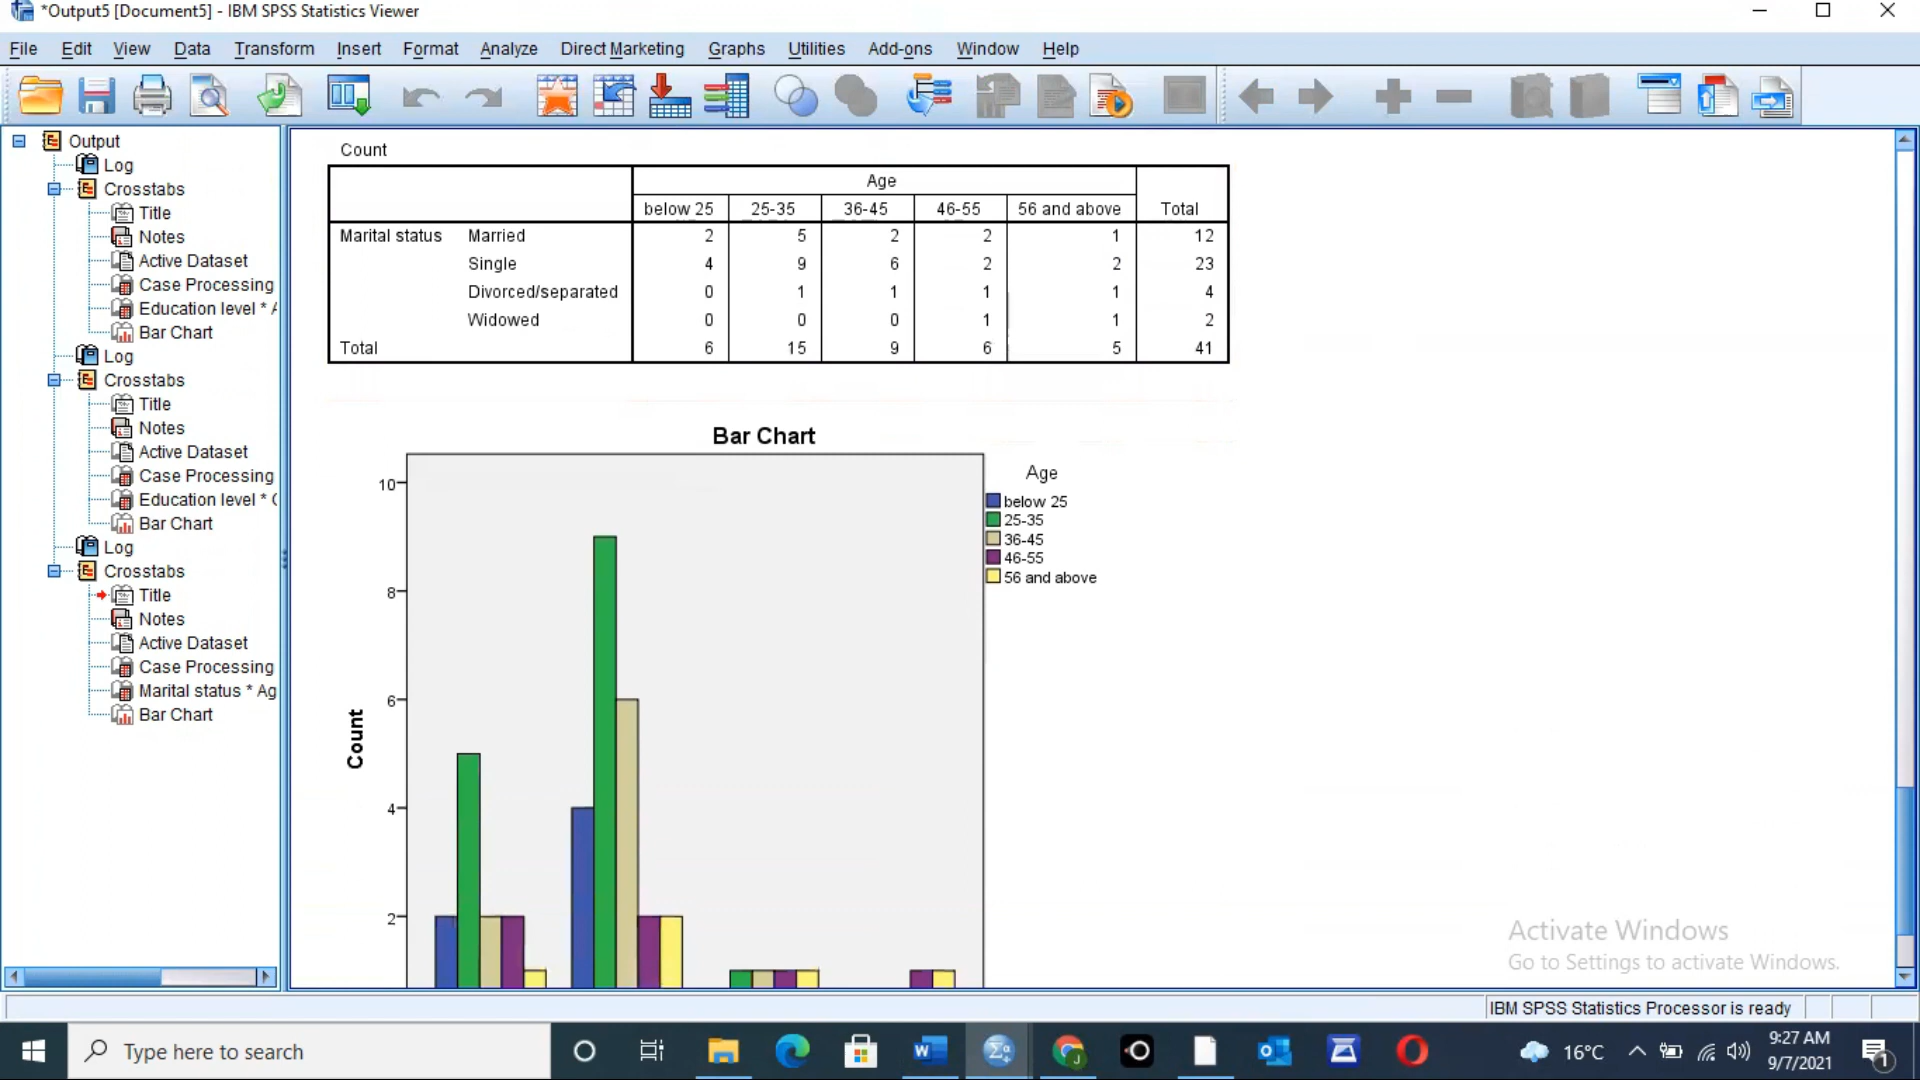 *Output5 [Document5] - IBM SPSS Statistics Viewer
File Edit View Data Transform Insert Format Analyze Direct Marketing Graphs Utilities Add-ons Window Help
Output
Log
Crosstabs
Title
Notes
Active Dataset
Case Processing
Education level * A
Bar Chart
Log
Crosstabs
Title
Notes
Active Dataset
Case Processing
Education level *
Bar Chart
Log
Crosstabs
Title
Notes
Active Dataset
Case Processing
Marital status * Ag
Bar Chart
Count
Age
below 25 25-35 36-45 46-55 56 and above Total
Marital status Married 2 5 2 2 1 12
Single 4 9 6 2 2 23
Divorced/separated 0 1 1 1 1 4
Widowed 0 0 0 1 1 2
Total 6 15 9 6 5 41
Bar Chart
Age
below 25
25-35
36-45
46-55
56 and above
10
8
6
4
2
Count
Activate Windows
Go to Settings to activate Windows.
IBM SPSS Statistics Processor is ready
Type here to search
16°C
9:27 AM
9/7/2021
1